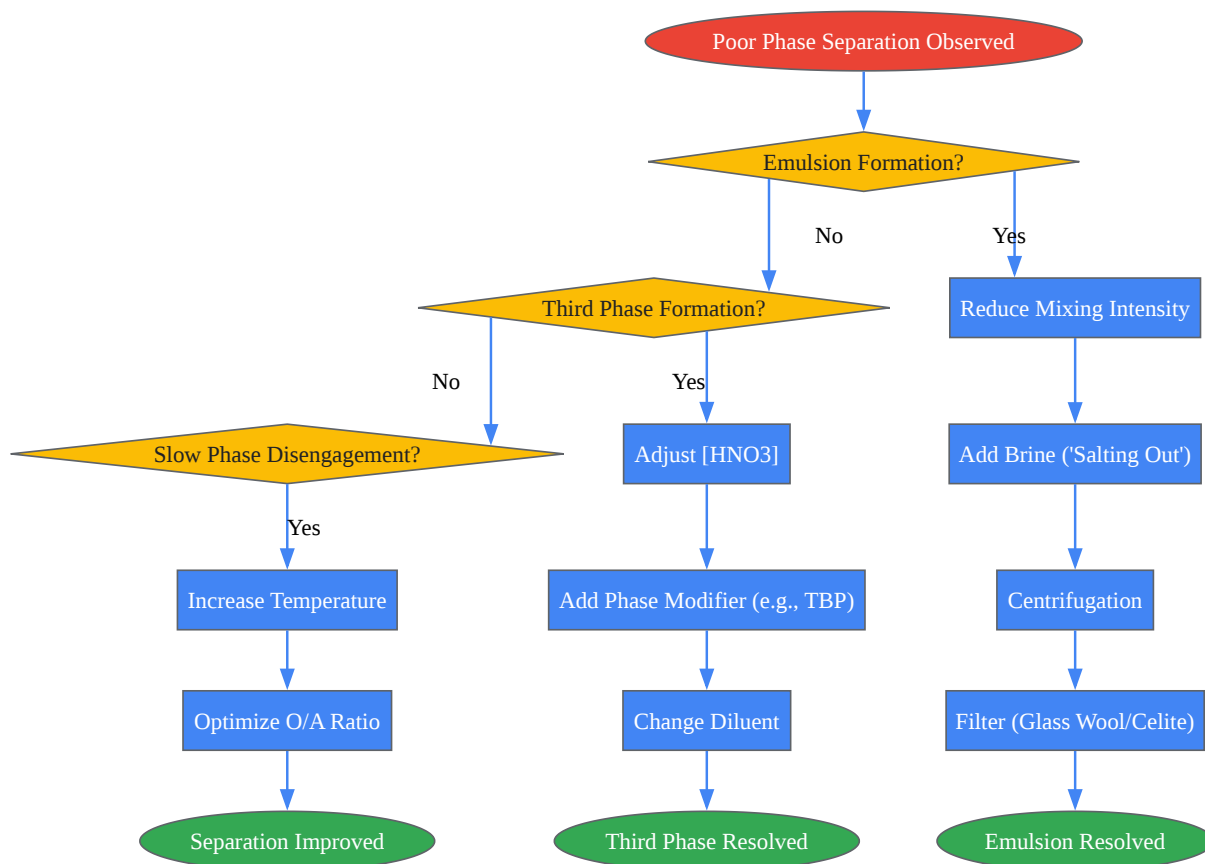 Poor Phase Separation Observed
Emulsion Formation?
No
Yes
Third Phase Formation?
Reduce Mixing Intensity
No
Yes
Slow Phase Disengagement?
Adjust [HNO3]
Add Brine ('Salting Out')
Yes
Increase Temperature
Add Phase Modifier (e.g., TBP)
Centrifugation
Optimize O/A Ratio
Change Diluent
Filter (Glass Wool/Celite)
Separation Improved
Third Phase Resolved
Emulsion Resolved